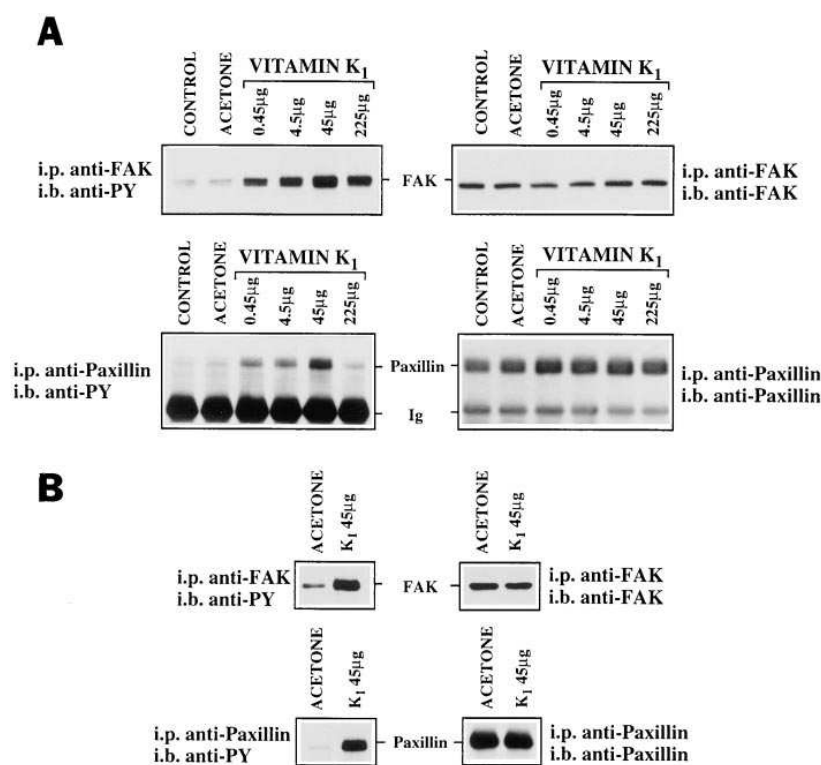 A
CONTROL
ACETONE
VITAMIN K1
0.45µg
4.5µg
45µg
225µg
i.p. anti-FAK
i.b. anti-PY
FAK
CONTROL
ACETONE
VITAMIN K1
0.45µg
4.5µg
45µg
225µg
i.p. anti-FAK
i.b. anti-FAK
CONTROL
ACETONE
VITAMIN K1
0.45µg
4.5µg
45µg
225µg
i.p. anti-Paxillin
i.b. anti-PY
Paxillin
Ig
CONTROL
ACETONE
VITAMIN K1
0.45µg
4.5µg
45µg
225µg
i.p. anti-Paxillin
i.b. anti-Paxillin
B
ACETONE
K1 45µg
i.p. anti-FAK
i.b. anti-PY
FAK
ACETONE
K1 45µg
i.p. anti-FAK
i.b. anti-FAK
ACETONE
K1 45µg
i.p. anti-Paxillin
i.b. anti-PY
Paxillin
ACETONE
K1 45µg
i.p. anti-Paxillin
i.b. anti-Paxillin